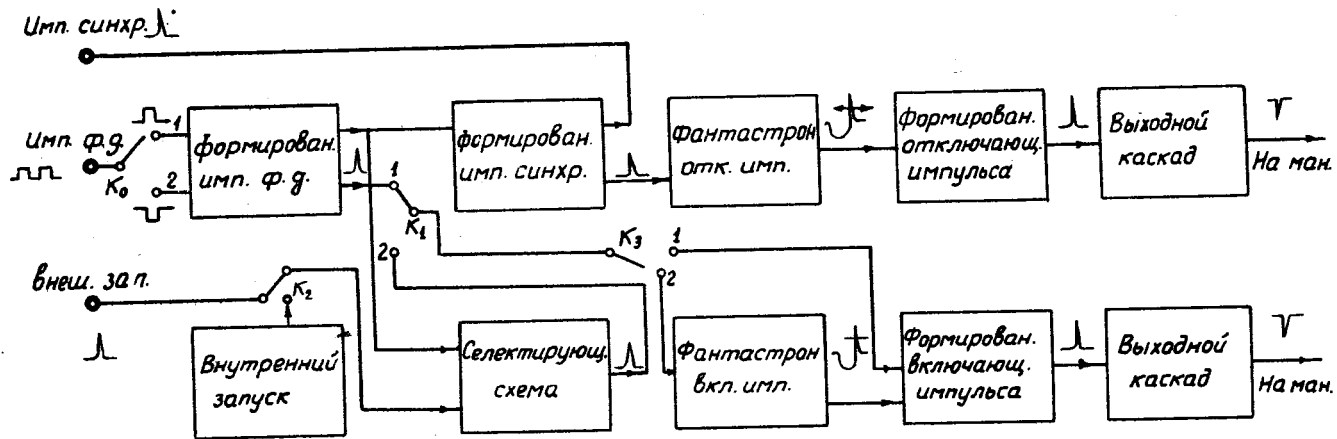 Имп. синхр.
Имп. ф.д.
1
K₀
2
формирован.
имп. ф. д.
1
K₁
2
формирован.
имп. синхр.
Фантастрон
отк. имп.
Формирован.
отключающ.
импульса
Выходной
каскад
На ман.
внеш. зап.
K₂
Внутренний
запуск
Селектирующ.
схема
K₃
1
2
Фантастрон
вкл. имп.
Формирован.
включающ.
импульса
Выходной
каскад
На ман.